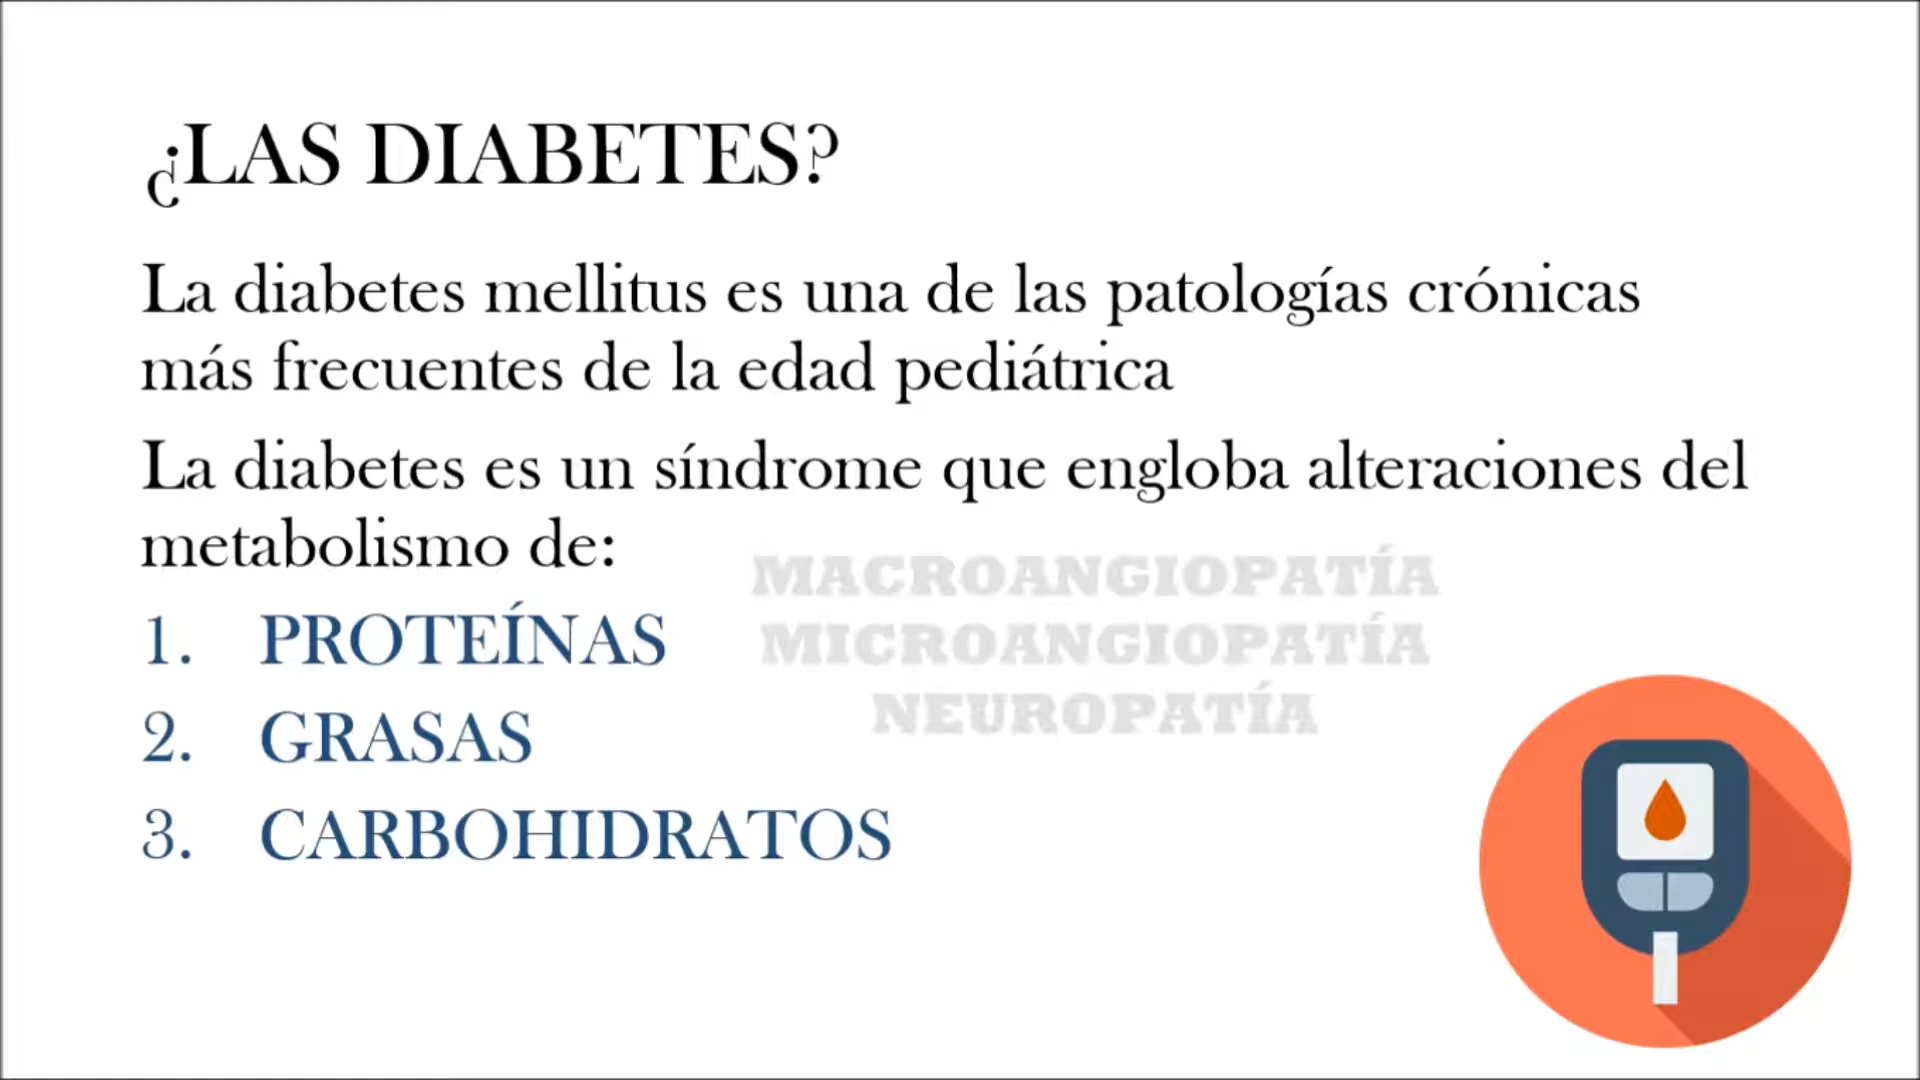 ¿LAS DIABETES?
La diabetes mellitus es una de las patologías crónicas
más frecuentes de la edad pediátrica
La diabetes es un síndrome que engloba alteraciones del
metabolismo de:
MACROANGIOPATÍA
MICROANGIOPATÍA
NEUROPATÍA
1. PROTEÍNAS
2. GRASAS
3. CARBOHIDRATOS